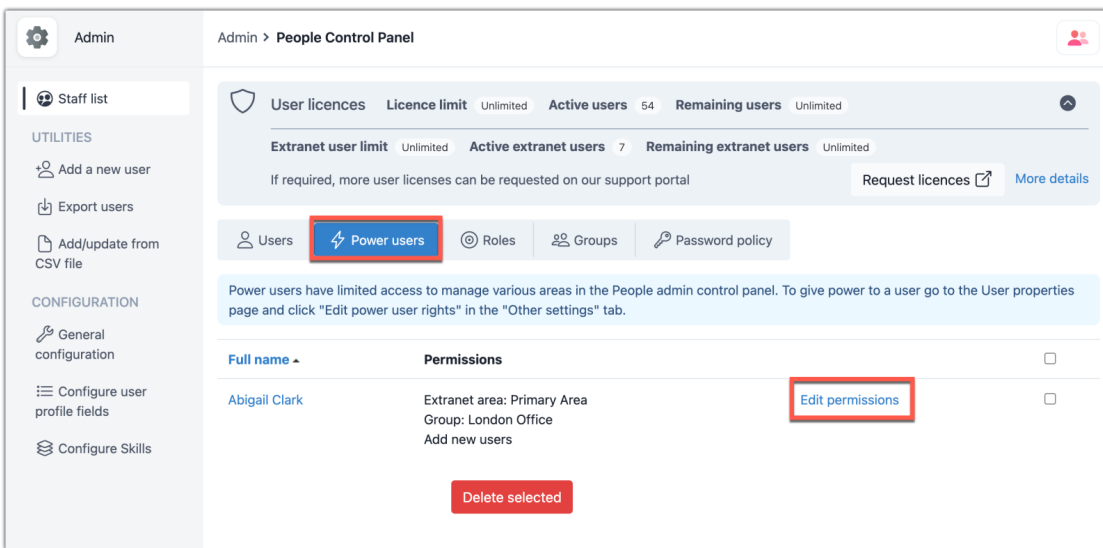 Admin
Admin > People Control Panel
Staff list
UTILITIES
Add a new user
Export users
Add/update from
CSV file
CONFIGURATION
General
configuration
Configure user
profile fields
Configure Skills
User licences Licence limit Unlimited Active users 54 Remaining users Unlimited
Extranet user limit Unlimited Active extranet users 7 Remaining extranet users Unlimited
If required, more user licenses can be requested on our support portal Request licences More details
Users Power users Roles Groups Password policy
Power users have limited access to manage various areas in the People admin control panel. To give power to a user go to the User properties
page and click "Edit power user rights" in the "Other settings" tab.
Full name Permissions
Abigail Clark Extranet area: Primary Area Edit permissions
Group: London Office
Add new users
Delete selected